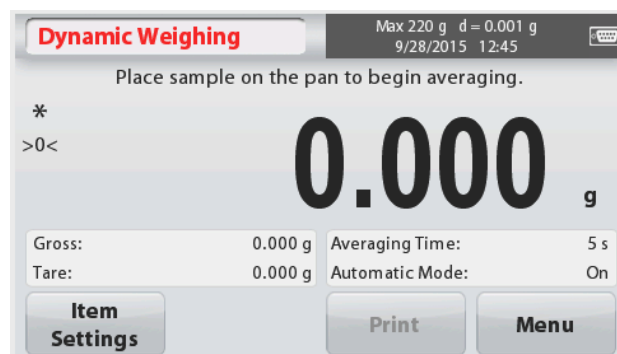 Dynamic Weighing
Max 220 g d = 0.001 g
9/28/2015 12:45
Place sample on the pan to begin averaging.
*
>0<
0.000 g
Gross: 0.000 g
Tare: 0.000 g
Averaging Time: 5 s
Automatic Mode: On
Item
Settings
Print
Menu